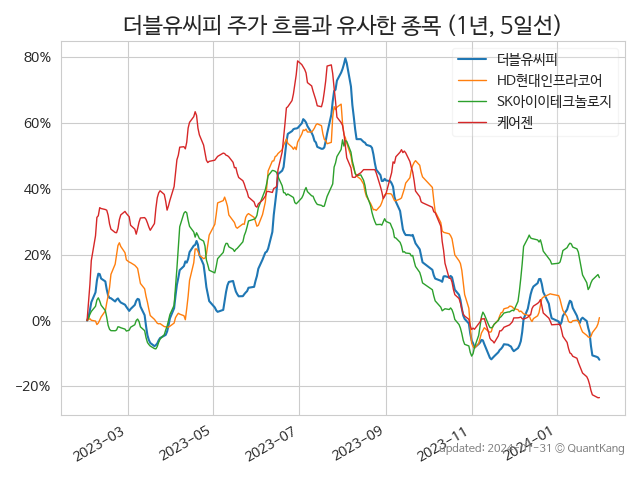 더블유씨피 주가 흐름과 유사한 종목 (1년, 5일선)
더블유씨피
HD현대인프라코어
SK아이이테크놀로지
케어젠
80%
60%
40%
20%
0%
−20%
2023-03
2023-05
2023-07
2023-09
2023-11
2024-01
updated: 2024-01-31 © QuantKang